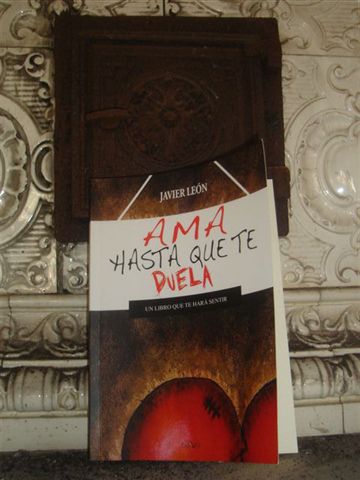 JAVIER LEÓN
AMA
HASTA QUE TE
DUELA
UN LIBRO QUE TE HARÁ SENTIR